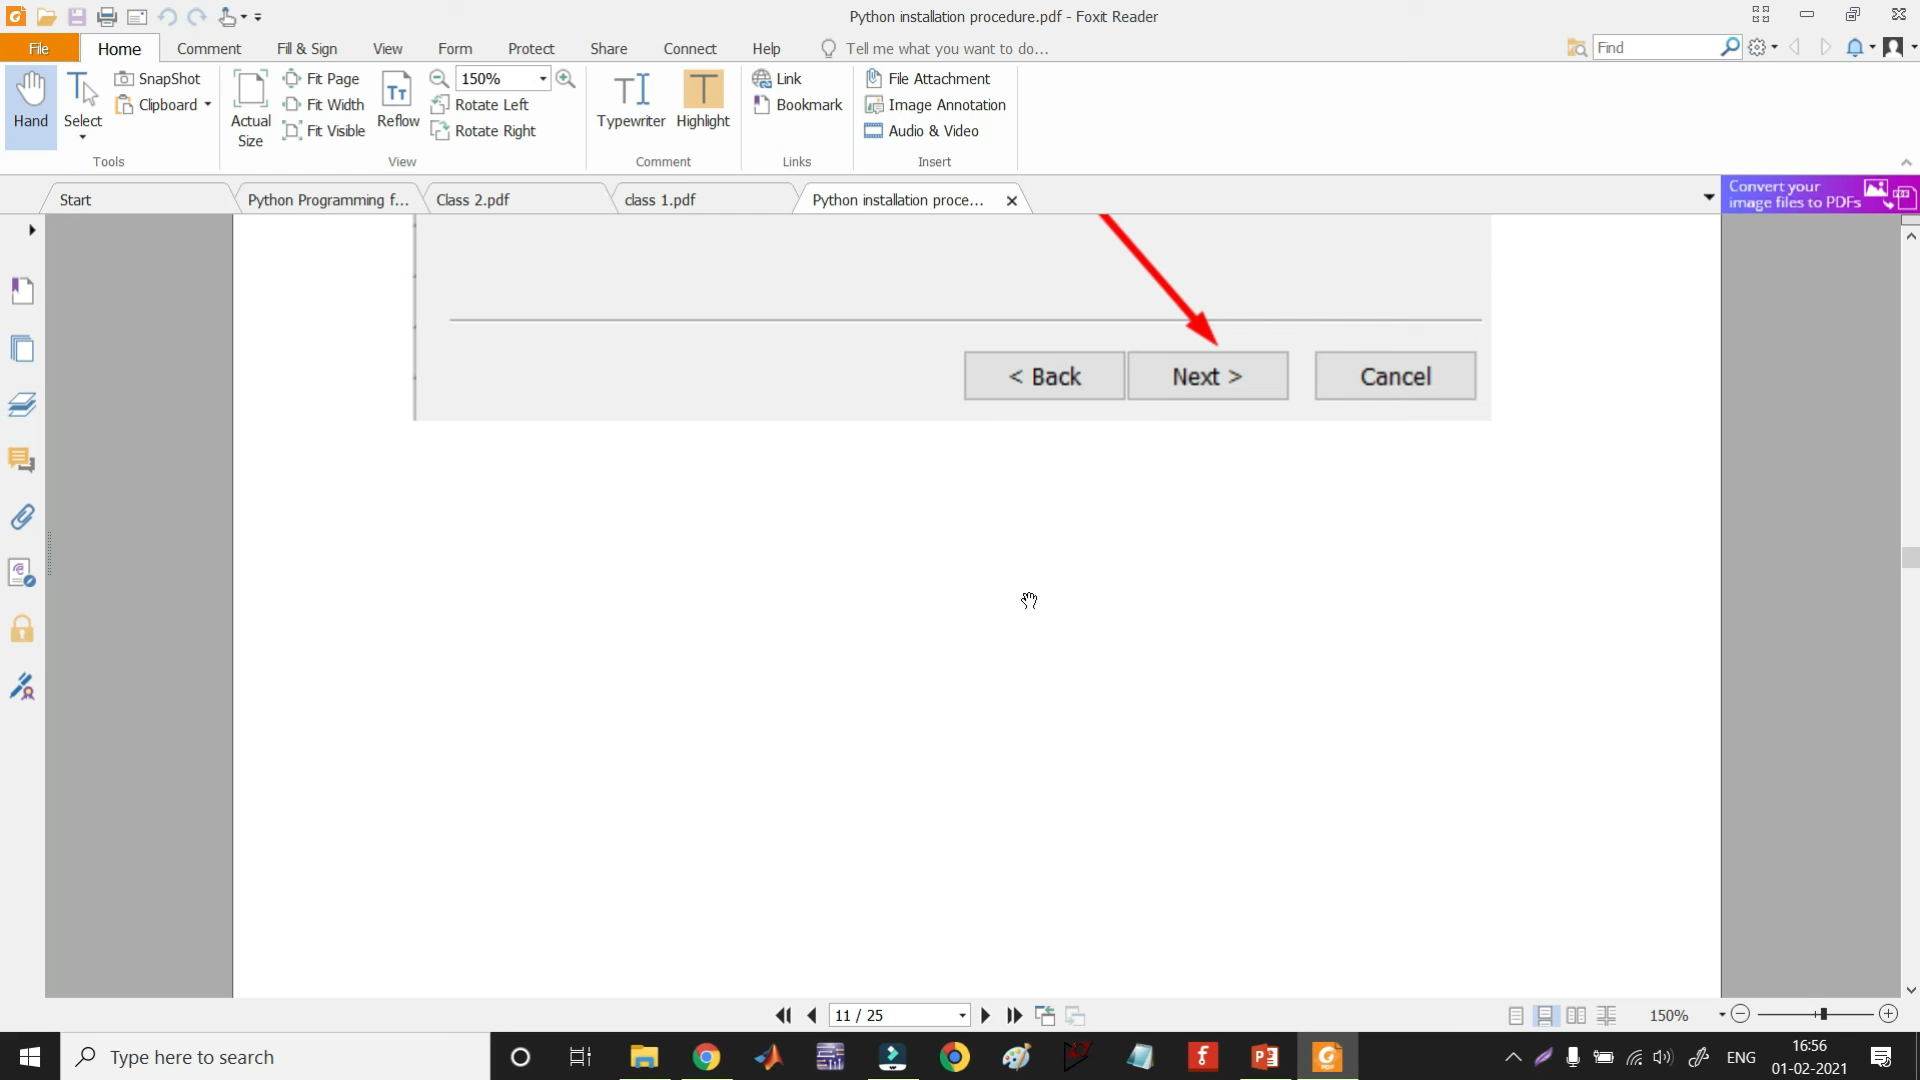 Python installation procedure.pdf - Foxit Reader
File Home Comment Fill & Sign View Form Protect Share Connect Help Tell me what you want to do... Find
Hand
Select
SnapShot
Clipboard
Tools
Actual
Size
Fit Page
Fit Width
Fit Visible
Reflow
150%
Rotate Left
Rotate Right
View
Typewriter
Highlight
Comment
Link
Bookmark
Links
File Attachment
Image Annotation
Audio & Video
Insert
Start Python Programming f... Class 2.pdf class 1.pdf Python installation proce...
Convert your
image files to PDFs
< Back Next > Cancel
11 / 25 150%
Type here to search
ENG
16:56
01-02-2021